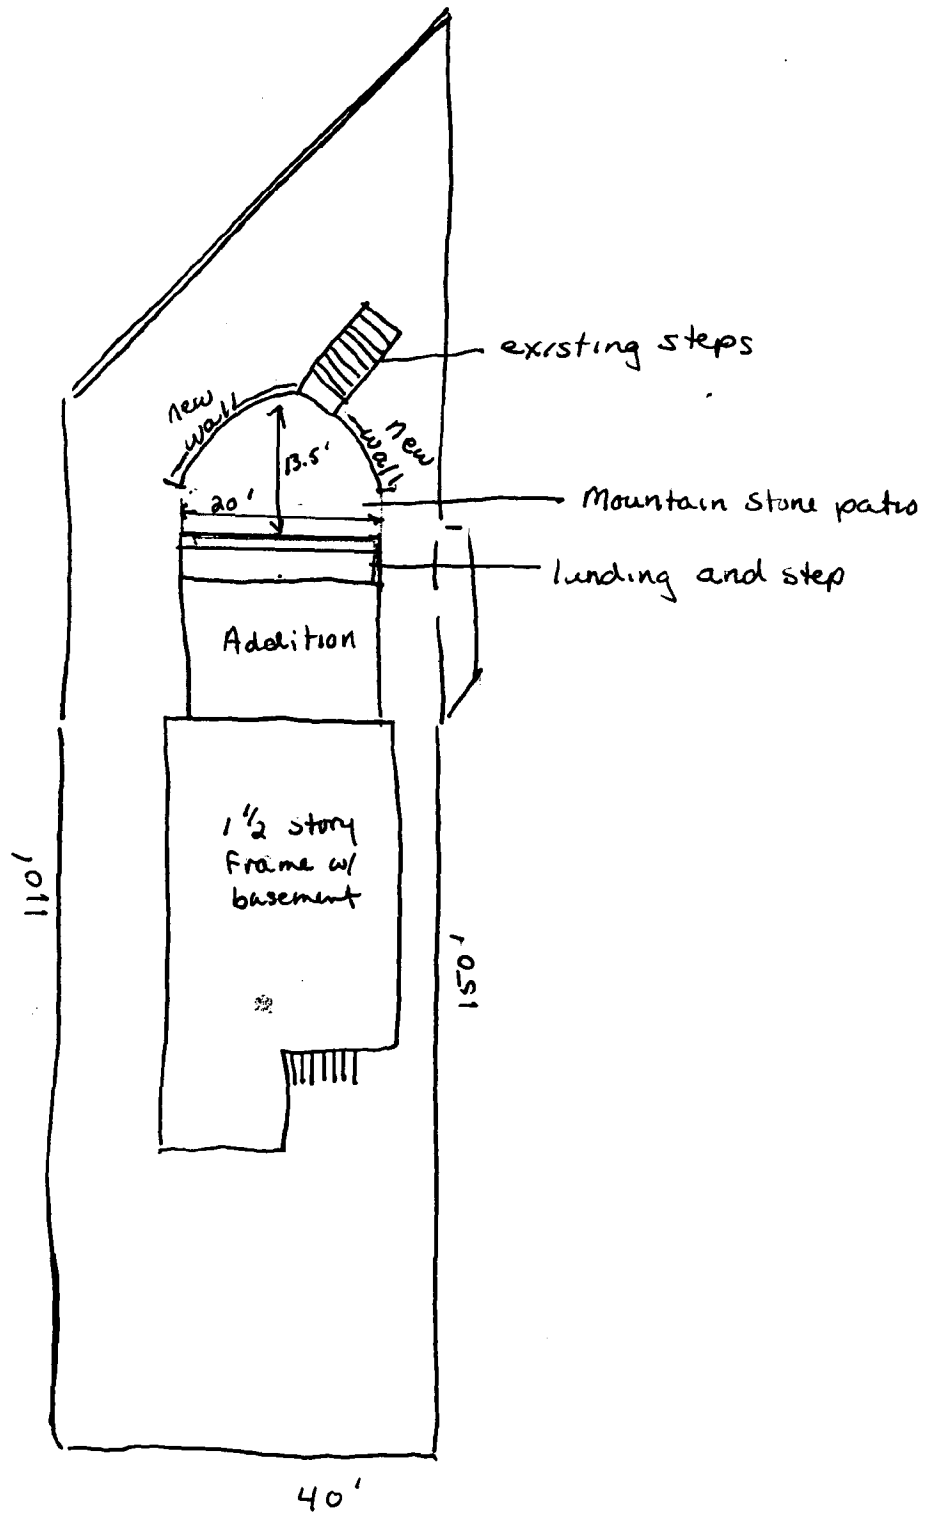 existing steps
new
wall
new
wall
13.5'
20'
Mountain stone patio
landing and step
Addition
1 1/2 story
Frame w/
basement
110'
150'
40'